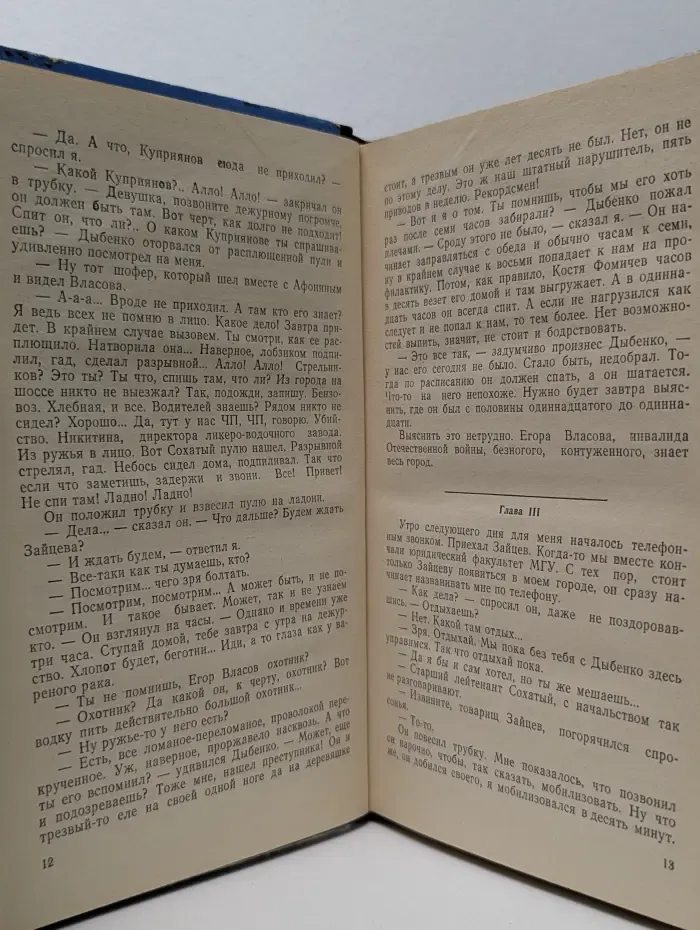 — Да. А что, Куприянов сюда не приходил? —
спросил я.
— Какой Куприянов?.. Алло! Алло! — закричал он
в трубку. — Девушка, позвоните дежурному погромче,
он должен быть там. Вот черт, как долго не подходит!
Спит он, что ли?.. О каком Куприянове ты спрашива-
ешь? — Дыбенко оторвался от расплющенной пули и
удивленно посмотрел на меня.
— Ну тот шофер, который шел вместе с Афониным
и видел Власова.
— А-а-а... Вроде не приходил. А там кто его знает?
Я ведь всех не помню в лицо. Какое дело! Завтра при-
дет. В крайнем случае вызовем. Ты смотри, как ее рас-
плющило. Натворила она... Наверное, лобзиком подпи-
лил, гад, сделал разрывной... Алло! Алло! Стрельни-
ков? Это ты? Ты что, спишь там, что ли? Из города на
шоссе никто не выезжал? Так, подожди, запишу. Бензо-
воз. Хлебная, и все. Водителей знаешь? Рядом никто не
сидел? Хорошо... Да, тут у нас ЧП, ЧП, говорю. Убий-
ство. Никитина, директора ликеро-водочного завода.
Из ружья в лицо. Вот Сохатый пулю нашел. Разрывной
стрелял, гад. Небось сидел дома, подпиливал. Так что
если что заметишь, задержи и звони. Все! Привет!
Не спи там! Ладно! Ладно!
Он положил трубку и взвесил пулю на ладони.
— Дела... — сказал он. — Что дальше? Будем ждать
Зайцева?
— И ждать будем, — ответил я.
— Все-таки как ты думаешь, кто?
— Посмотрим... чего зря болтать.
— Посмотрим, посмотрим... А может быть, и не по-
смотрим. И такое бывает. Может, так и не узнаем
кто. — Он взглянул на часы. — Однако и времени уже
три часа. Ступай домой, тебе завтра с утра на дежур-
ство. Хлопот будет, беготни... Иди, а то глаза как у ва-
реного рака.
— Ты не помнишь, Егор Власов охотник?
— Охотник? Да какой он, к черту, охотник? Вот
водку пить действительно большой охотник...
— Ну ружье-то у него есть?
— Есть, все ломаное-переломаное, проволокой пере-
крученное. Уж, наверное, проржавело насквозь. А что
ты его вспомнил? — удивился Дыбенко. — Может, еще
и подозреваешь? Тоже мне, нашел преступника! Он и
трезвый-то еле на своей одной ноге да на деревяшке
12
стоит, а трезвым он уже лет десять не был. Нет, он не
по этому делу. Это ж наш штатный нарушитель, пять
приводов в неделю. Рекордсмен!
— Вот и я о том. Ты помнишь, чтобы мы его хоть
раз после семи часов забирали? — Дыбенко пожал
плечами. — Сроду этого не было, — сказал я. — Он на-
чинает заправляться с обеда и обычно часам к семи,
ну в крайнем случае к восьми попадает к нам на про-
филактику. Потом, как правило, Костя Фомичев часов
в десять везет его домой и там выгружает. А в одинна-
дцать часов он всегда спит. А если не нагрузился как
следует и не попал к нам, то тем более. Нет возможно-
стей выпить, значит, не стоит и бодрствовать.
— Это все так, — задумчиво произнес Дыбенко, —
у нас его сегодня не было. Стало быть, недобрал. То-
гда по расписанию он должен спать, а он шатается.
Что-то на него непохоже. Нужно будет завтра выяс-
нить, где он был с половины одиннадцатого до одинна-
дцати.
Выяснить это нетрудно. Егора Власова, инвалида
Отечественной войны, безногого, контуженного, знает
весь город.
Глава III
Утро следующего дня для меня началось телефон-
ным звонком. Приехал Зайцев. Когда-то мы вместе кон-
чали юридический факультет МГУ. С тех пор, стоит
только Зайцеву появиться в моем городе, он сразу на-
чинает названивать мне по телефону.
— Как дела? — спросил он, даже не поздоровав-
шись. — Отдыхаешь?
— Нет. Какой там отдых...
— Зря. Отдыхай. Мы пока без тебя с Дыбенко здесь
управимся. Так что отдыхай пока.
— Да я бы и сам хотел, но ты же мешаешь...
— Старший лейтенант Сохатый, с начальством так
не разговаривают.
— Извините, товарищ Зайцев, погорячился спро-
сонья.
— То-то.
Он повесил трубку. Мне показалось, что позвонил
он нарочно, чтобы, так сказать, мобилизовать. Ну что
же, он добился своего, я мобилизовался в десять минут.
13